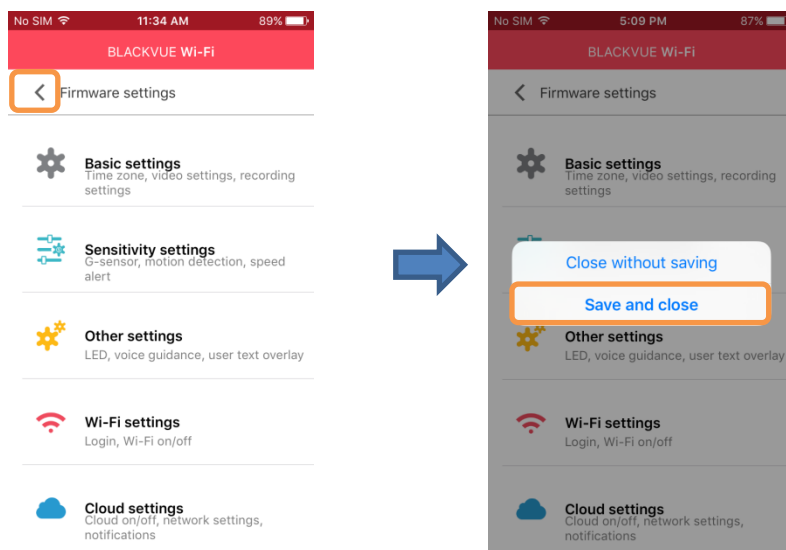 No SIM 11:34 AM 89%
BLACKVUE Wi-Fi
Firmware settings
Basic settings
Time zone, video settings, recording
settings
Sensitivity settings
G-sensor, motion detection, speed
alert
Other settings
LED, voice guidance, user text overlay
Wi-Fi settings
Login, Wi-Fi on/off
Cloud settings
Cloud on/off, network settings,
notifications
No SIM 5:09 PM 87%
BLACKVUE Wi-Fi
Firmware settings
Basic settings
Time zone, video settings, recording
settings
Close without saving
Save and close
Other settings
LED, voice guidance, user text overlay
Wi-Fi settings
Login, Wi-Fi on/off
Cloud settings
Cloud on/off, network settings,
notifications